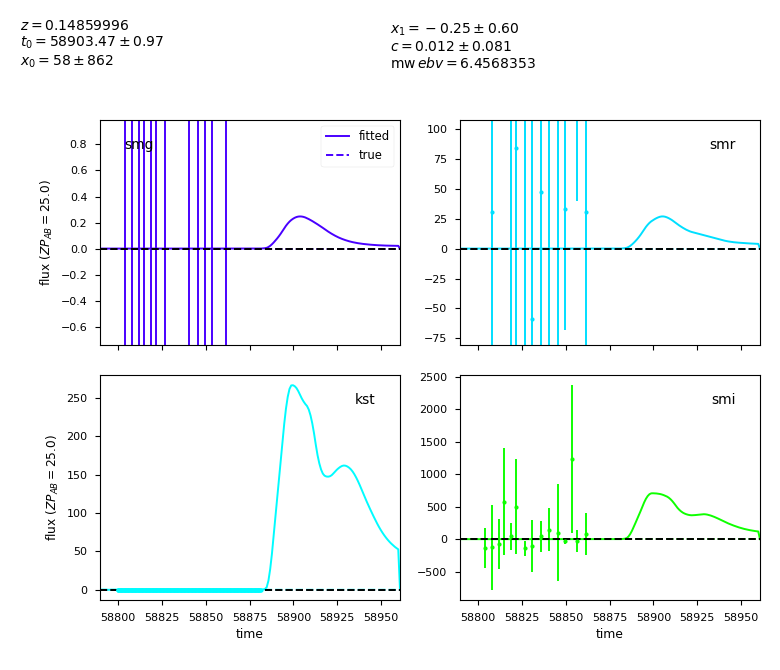 z = 0.14859996
t0 = 58903.47 ± 0.97
x0 = 58 ± 862
x1 = −0.25 ± 0.60
c = 0.012 ± 0.081
mw ebv = 6.4568353
smg
fitted
true
flux (ZP_AB = 25.0)
0.8
0.6
0.4
0.2
0.0
−0.2
−0.4
−0.6
smr
100
75
50
25
0
−25
−50
−75
kst
flux (ZP_AB = 25.0)
250
200
150
100
50
0
58800 58825 58850 58875 58900 58925 58950
time
smi
2500
2000
1500
1000
500
0
−500
58800 58825 58850 58875 58900 58925 58950
time